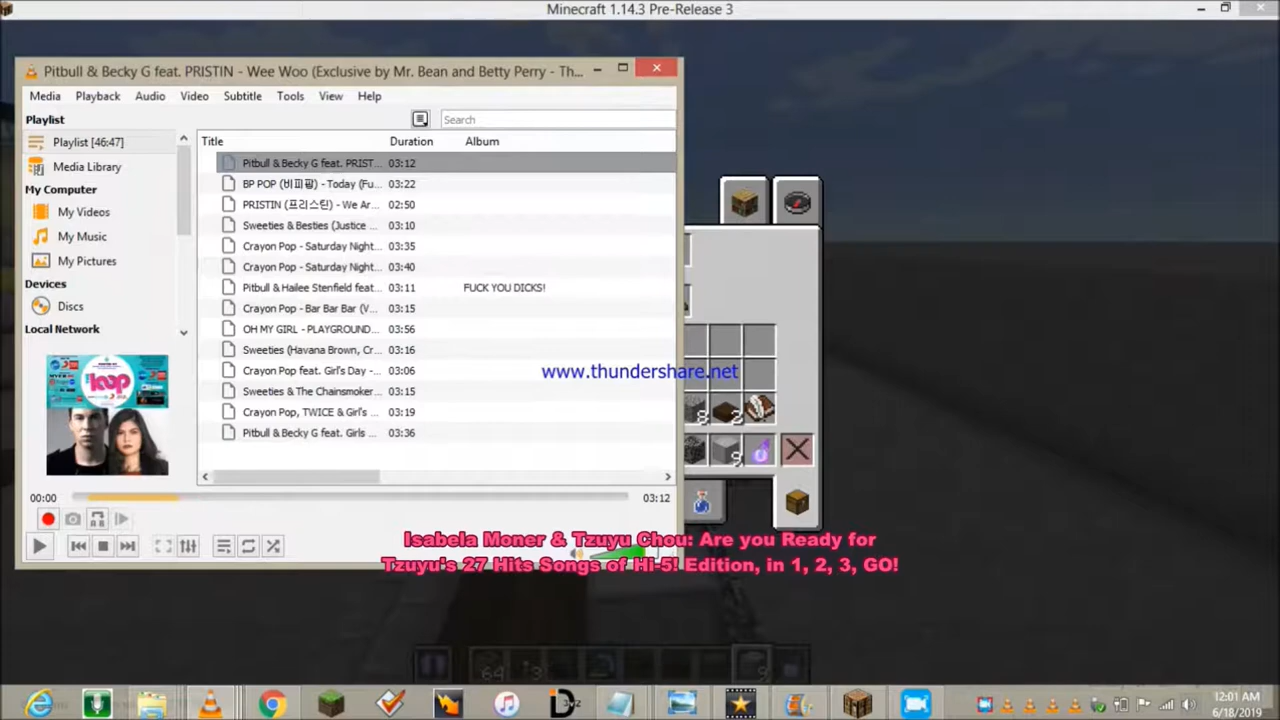 Minecraft 1.14.3 Pre-Release 3
Pitbull & Becky G feat. PRISTIN - Wee Woo (Exclusive by Mr. Bean and Betty Perry - Th...
Media Playback Audio Video Subtitle Tools View Help
Playlist
Search
Playlist [46:47]
Media Library
My Computer
My Videos
My Music
My Pictures
Devices
Discs
Local Network
Title Duration Album
Pitbull & Becky G feat. PRIST... 03:12
BP POP (비피팝) - Today (Fu... 03:22
PRISTIN (프리스틴) - We Ar... 02:50
Sweeties & Besties (Justice ... 03:10
Crayon Pop - Saturday Night... 03:35
Crayon Pop - Saturday Night... 03:40
Pitbull & Hailee Stenfield feat... 03:11 FUCK YOU DICKS!
Crayon Pop - Bar Bar Bar (V... 03:15
OH MY GIRL - PLAYGROUND... 03:56
Sweeties (Havana Brown, Cr... 03:16
Crayon Pop feat. Girl's Day -... 03:06
Sweeties & The Chainsmoker... 03:15
Crayon Pop, TWICE & Girl's ... 03:19
Pitbull & Becky G feat. Girls ... 03:36
www.thundershare.net
loop
8 2
9
00:00 03:12
Isabela Moner & Tzuyu Chou: Are you Ready for
Tzuyu's 27 Hits Songs of Hi-5! Edition, in 1, 2, 3, GO!
64 3 9
12:01 AM
6/18/2019